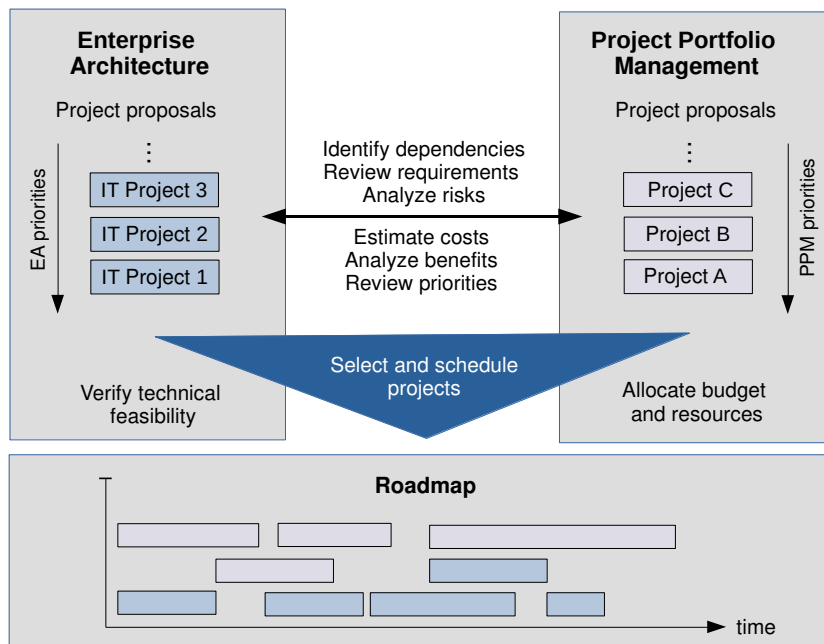 Enterprise
Architecture
Project proposals
⋮
IT Project 3
IT Project 2
IT Project 1
EA priorities
Verify technical
feasibility
Identify dependencies
Review requirements
Analyze risks
Estimate costs
Analyze benefits
Review priorities
Select and schedule
projects
Project Portfolio
Management
Project proposals
⋮
Project C
Project B
Project A
PPM priorities
Allocate budget
and resources
Roadmap
time